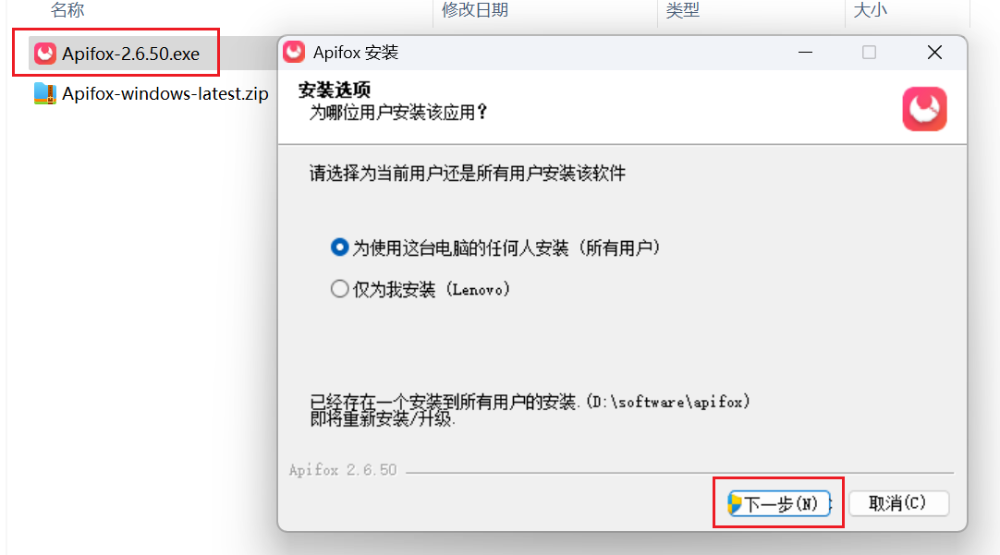 名称 修改日期 类型 大小
Apifox-2.6.50.exe
Apifox-windows-latest.zip
Apifox 安装
安装选项
为哪位用户安装该应用？
请选择为当前用户还是所有用户安装该软件
为使用这台电脑的任何人安装（所有用户）
仅为我安装（Lenovo）
已经存在一个安装到所有用户的安装.(D:\software\apifox)
即将重新安装/升级.
Apifox 2.6.50
下一步(N)
取消(C)